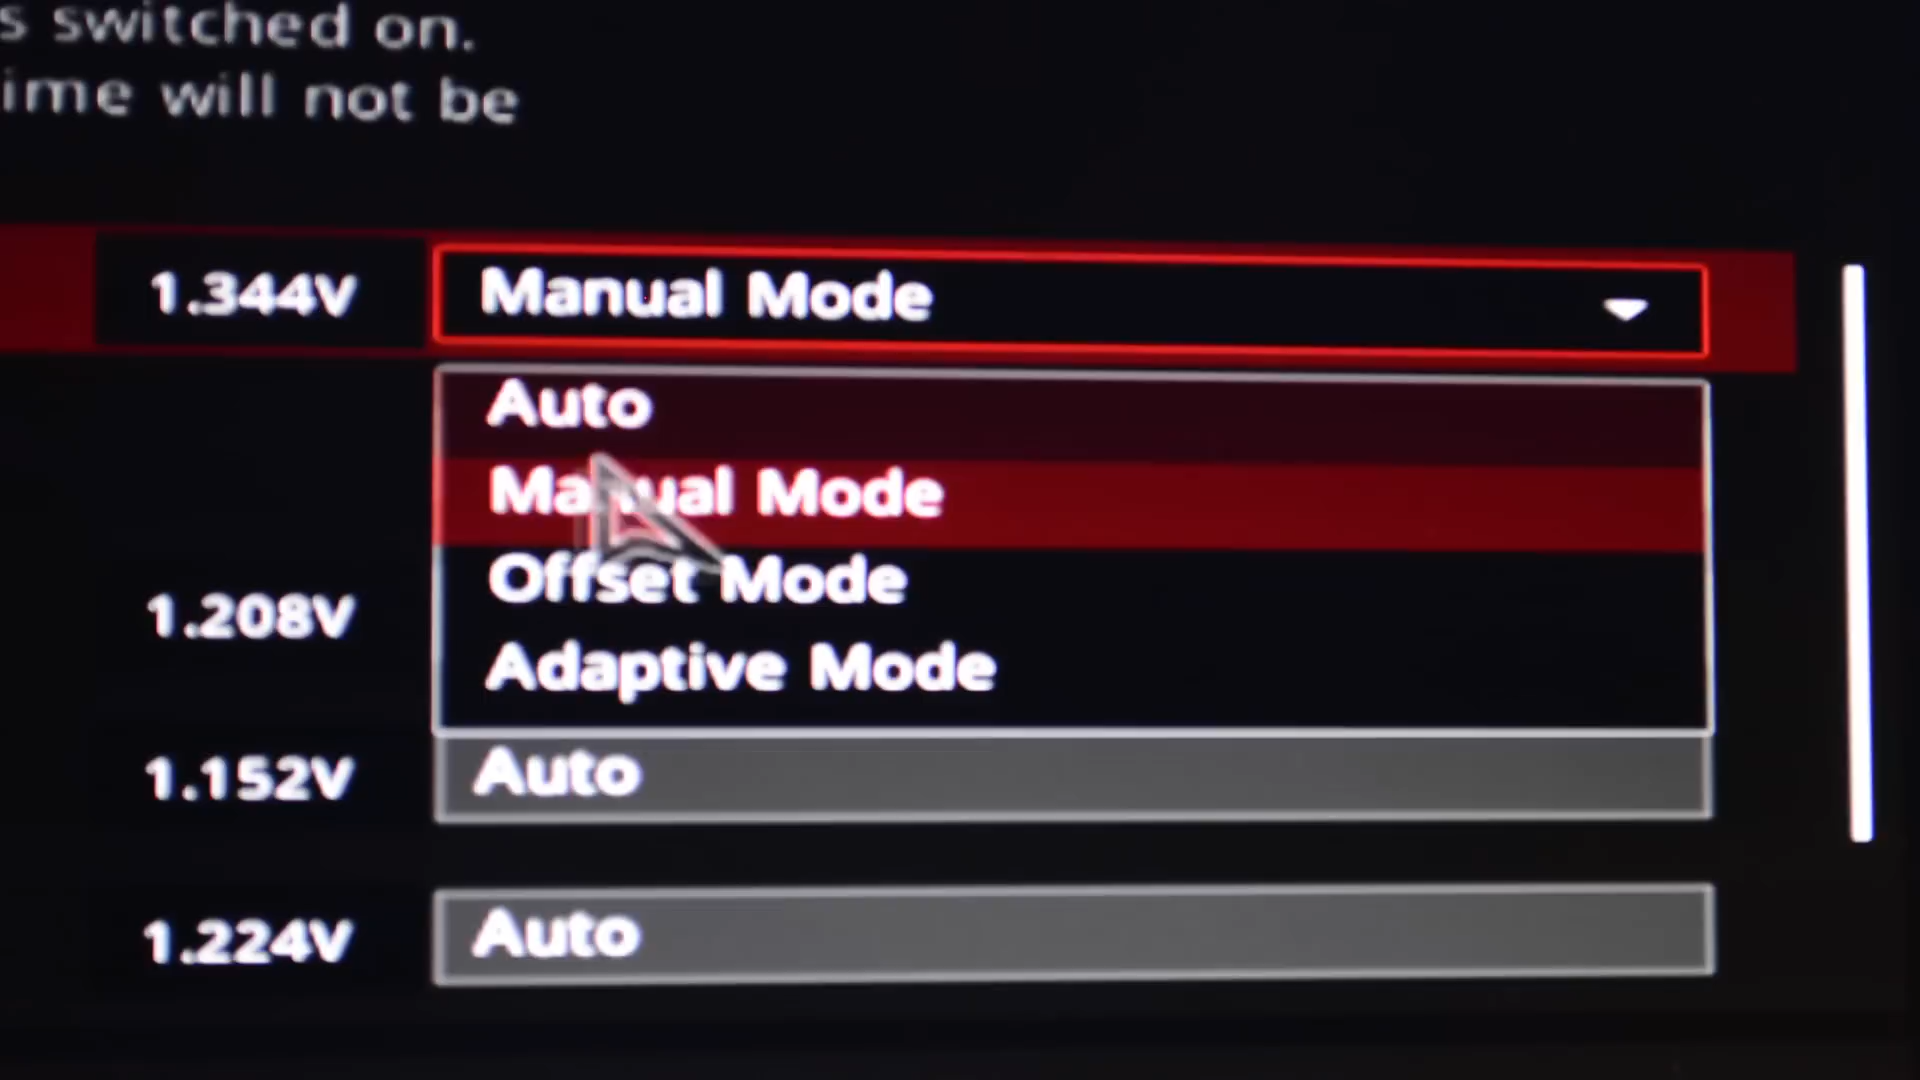 s switched on.
ime will not be
1.344V Manual Mode
Auto
Manual Mode
Offset Mode
1.208V
Adaptive Mode
1.152V Auto
1.224V Auto